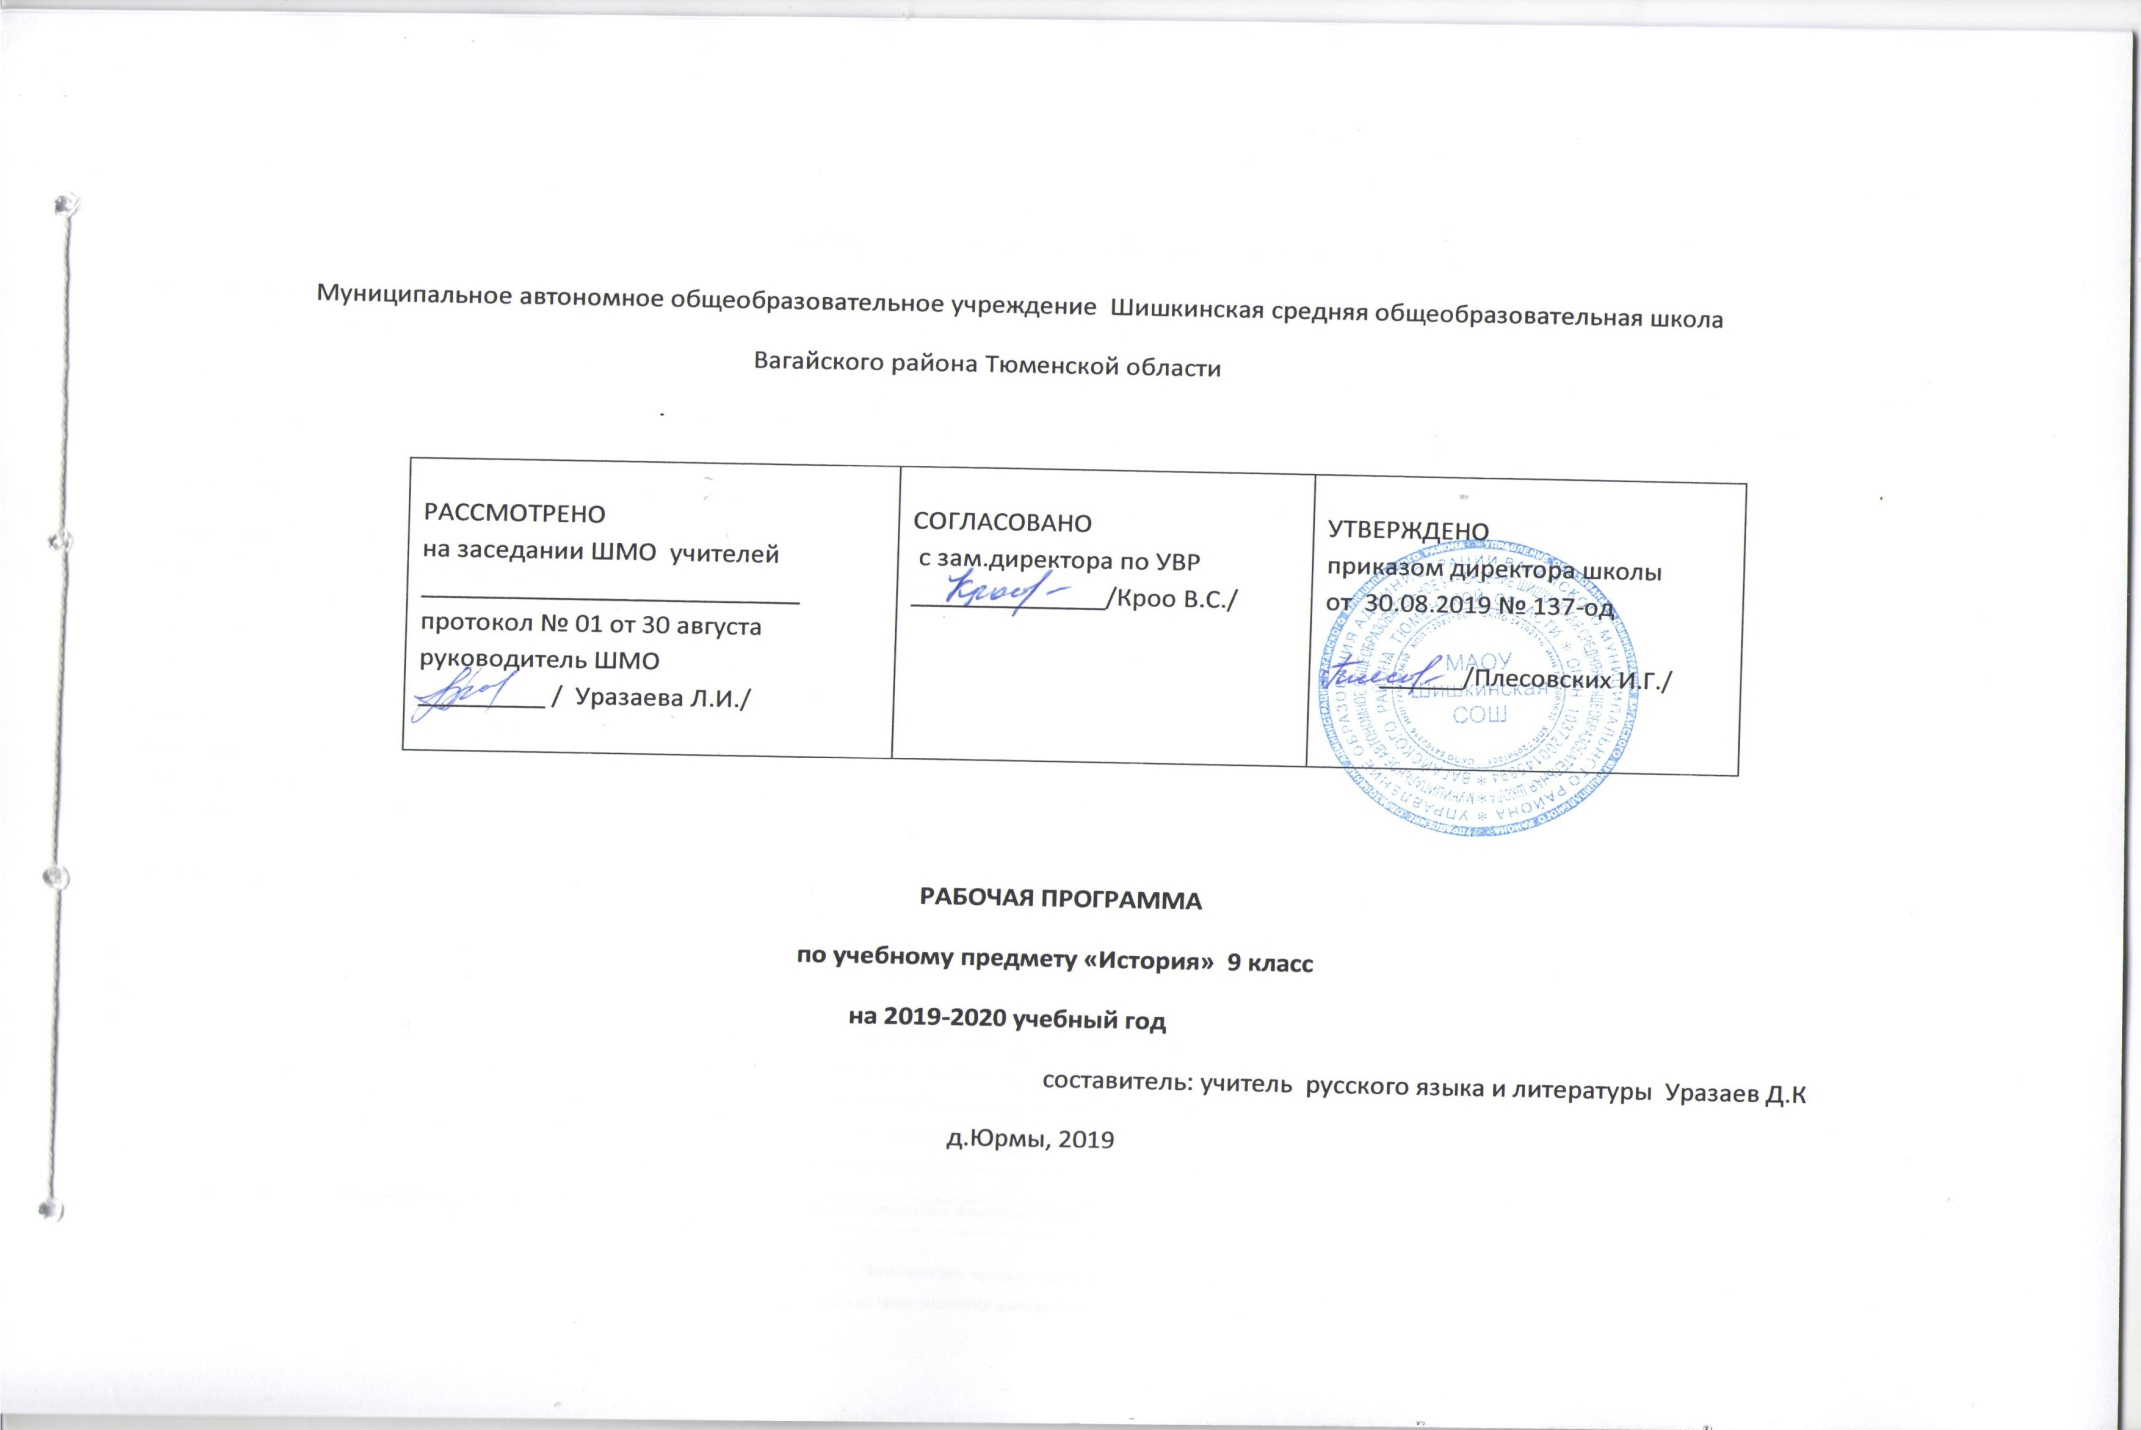 Муниципальное автономное общеобразовательное учреждение  Шишкинская средняя общеобразовательная школа
Вагайского района Тюменской области
РАССМОТРЕНО
на заседании ШМО  учителей
протокол № 01 от 30 августа
руководитель ШМО
/  Уразаева Л.И./
СОГЛАСОВАНО
с зам.директора по УВР
/Кроо В.С./
УТВЕРЖДЕНО
приказом директора школы
от  30.08.2019 № 137-од
/Плесовских И.Г./
МАОУ
Шишкинская
СОШ
РАБОЧАЯ ПРОГРАММА
по учебному предмету «История»  9 класс
на 2019-2020 учебный год
составитель: учитель  русского языка и литературы  Уразаев Д.К
д.Юрмы, 2019